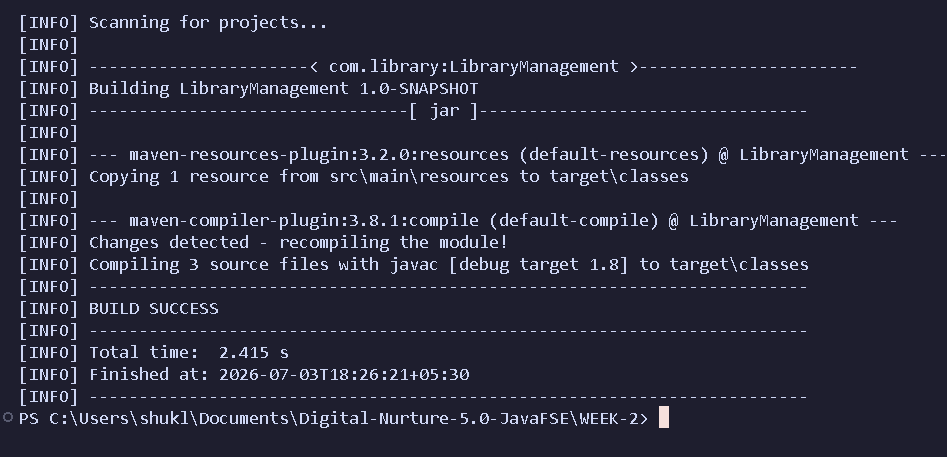 [INFO] Scanning for projects...
[INFO]
[INFO] ----------------------< com.library:LibraryManagement >----------------------
[INFO] Building LibraryManagement 1.0-SNAPSHOT
[INFO] --------------------------------[ jar ]---------------------------------
[INFO]
[INFO] --- maven-resources-plugin:3.2.0:resources (default-resources) @ LibraryManagement ---
[INFO] Copying 1 resource from src\main\resources to target\classes
[INFO]
[INFO] --- maven-compiler-plugin:3.8.1:compile (default-compile) @ LibraryManagement ---
[INFO] Changes detected - recompiling the module!
[INFO] Compiling 3 source files with javac [debug target 1.8] to target\classes
[INFO] ------------------------------------------------------------------------
[INFO] BUILD SUCCESS
[INFO] ------------------------------------------------------------------------
[INFO] Total time:  2.415 s
[INFO] Finished at: 2026-07-03T18:26:21+05:30
[INFO] ------------------------------------------------------------------------
PS C:\Users\shukl\Documents\Digital-Nurture-5.0-JavaFSE\WEEK-2>